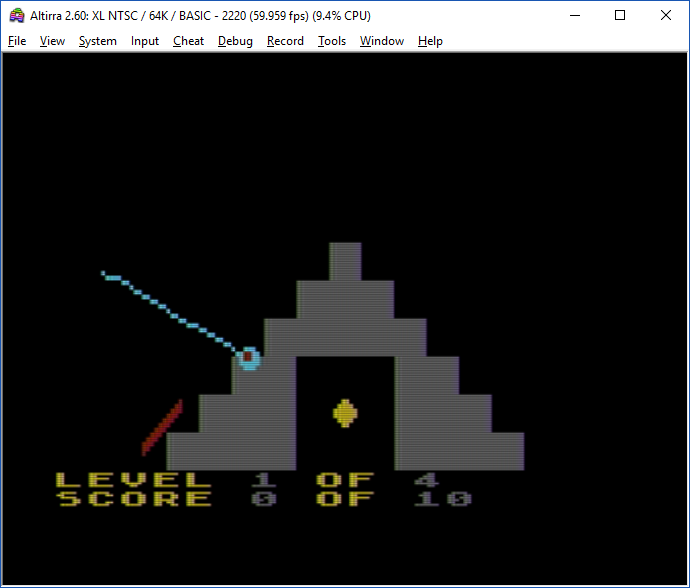 Altirra 2.60: XL NTSC / 64K / BASIC - 2220 (59.959 fps) (9.4% CPU)
File View System Input Cheat Debug Record Tools Window Help
LEVEL 1 OF 4
SCORE 0 OF 10